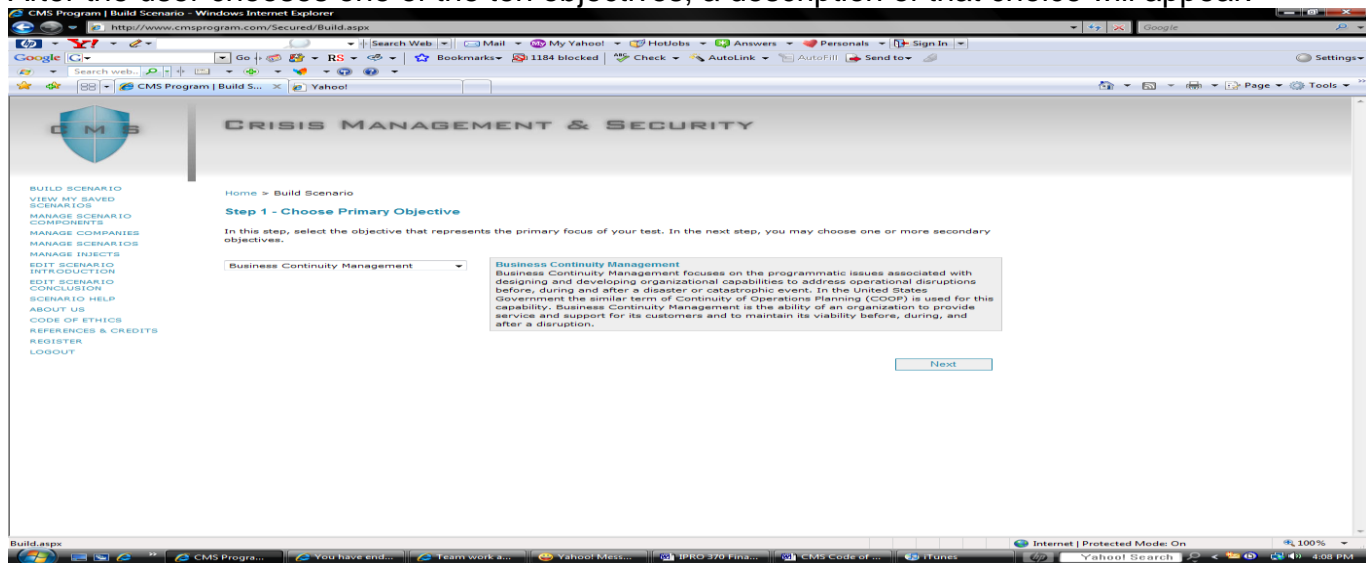 After the user chooses one of the ten objectives, a description of that choice will appear.
CMS Program | Build Scenario - Windows Internet Explorer
http://www.cmsprogram.com/Secured/Build.aspx
Google
Search Web
Mail
My Yahoo!
HotJobs
Answers
Personals
Sign In
Google
Go
RS
Bookmarks
1184 blocked
Check
AutoLink
AutoFill
Send to
Settings
Search web..
CMS Program | Build S...
Yahoo!
Page
Tools
CMS
CRISIS MANAGEMENT & SECURITY
BUILD SCENARIO
VIEW MY SAVED
SCENARIOS
MANAGE SCENARIO
COMPONENTS
MANAGE COMPANIES
MANAGE SCENARIOS
MANAGE INJECTS
EDIT SCENARIO
INTRODUCTION
EDIT SCENARIO
CONCLUSION
SCENARIO HELP
ABOUT US
CODE OF ETHICS
REFERENCES & CREDITS
REGISTER
LOGOUT
Home > Build Scenario
Step 1 - Choose Primary Objective
In this step, select the objective that represents the primary focus of your test. In the next step, you may choose one or more secondary
objectives.
Business Continuity Management
Business Continuity Management
Business Continuity Management focuses on the programmatic issues associated with
designing and developing organizational capabilities to address operational disruptions
before, during and after a disaster or catastrophic event. In the United States
Government the similar term of Continuity of Operations Planning (COOP) is used for this
capability. Business Continuity Management is the ability of an organization to provide
service and support for its customers and to maintain its viability before, during, and
after a disruption.
Next
Build.aspx
Internet | Protected Mode: On
100%
CMS Progra...
You have end...
Team work a...
Yahoo! Mess...
IPRO 370 Fina...
CMS Code of ...
iTunes
Yahoo! Search
4:08 PM